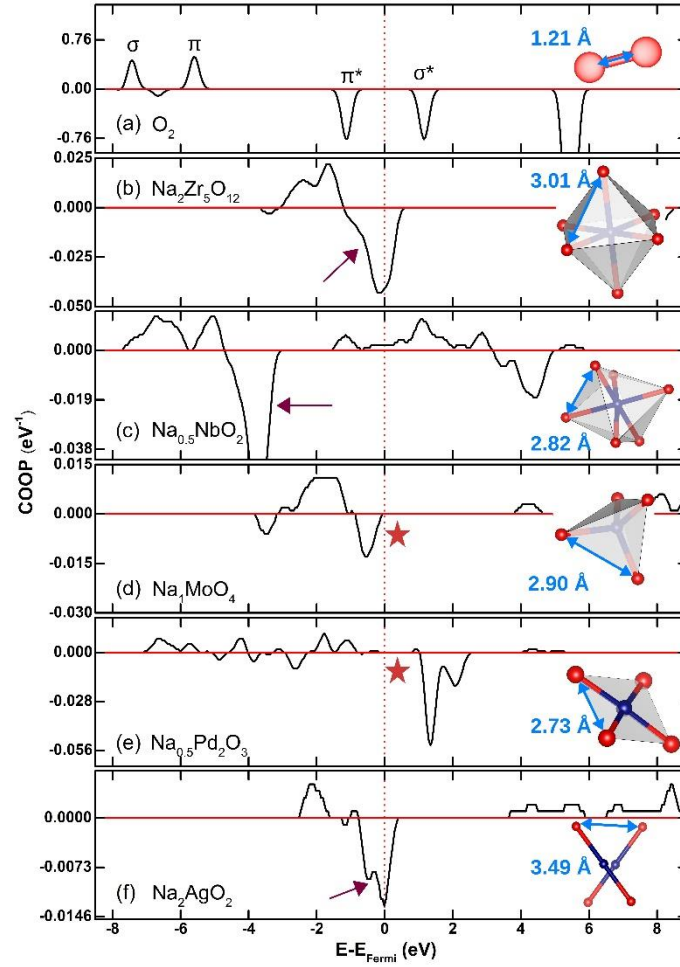 0.76
σ
π
1.21 Å
π*
σ*
0.00
-0.76
(a) O2
0.025
(b) Na2Zr5O12
3.01 Å
0.000
-0.025
-0.050
0.000
-0.019
2.82 Å
(c) Na0.5NbO2
-0.038
0.015
0.000
-0.015
2.90 Å
(d) Na1MoO4
-0.030
0.000
-0.028
2.73 Å
-0.056
(e) Na0.5Pd2O3
0.0000
3.49 Å
-0.0073
(f) Na2AgO2
-0.0146
COOP (eV-1)
-8 -6 -4 -2 0 2 4 6 8
E-EFermi (eV)